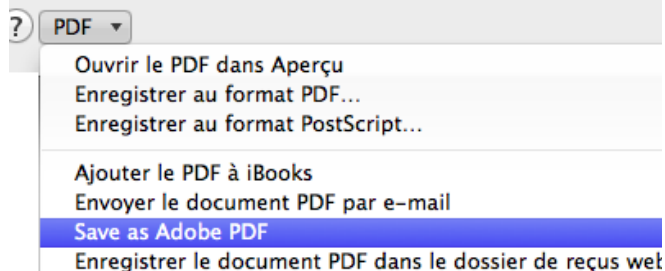 ?
PDF
Ouvrir le PDF dans Aperçu
Enregistrer au format PDF...
Enregistrer au format PostScript...
Ajouter le PDF à iBooks
Envoyer le document PDF par e-mail
Save as Adobe PDF
Enregistrer le document PDF dans le dossier de reçus web